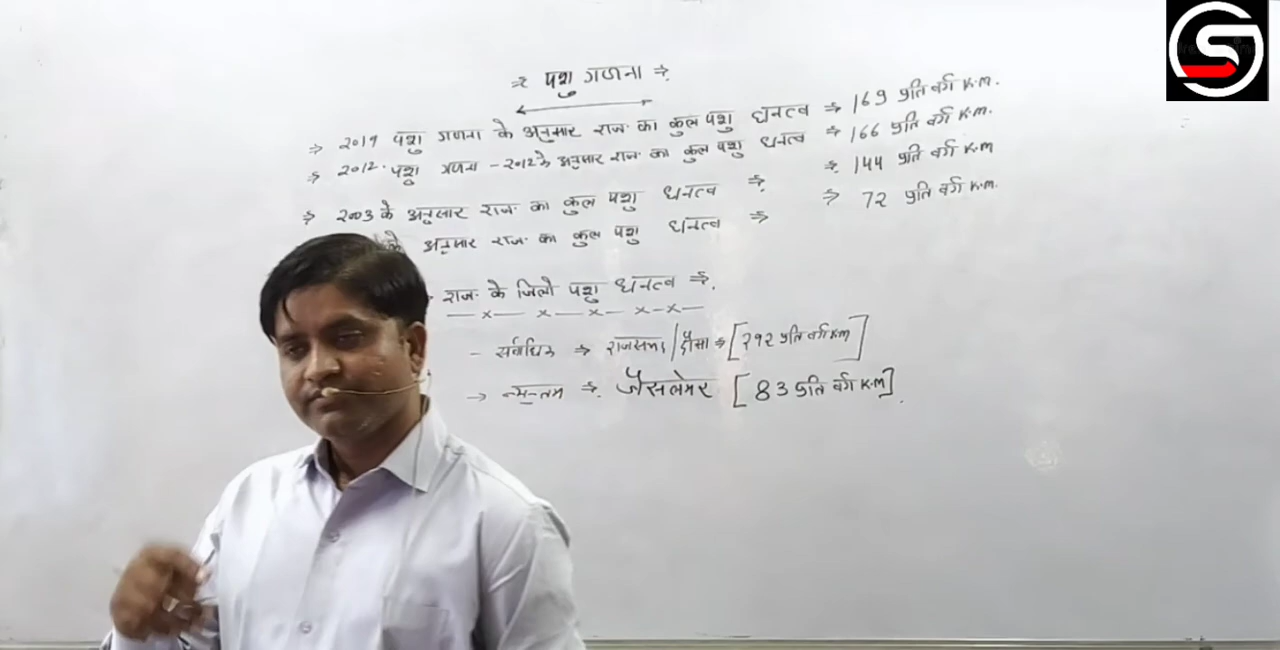 ⇒ पशु गणना ⇒
⇒ 2019 पशु गणना के अनुसार राज. का कुल पशु घनत्व ⇒ 169 प्रति वर्ग K.M.
⇒ 2012. पशु गणना - 2012 के अनुसार राज. का कुल पशु घनत्व ⇒ 166 प्रति वर्ग K.M.
⇒ 2003 के अनुसार राज. का कुल पशु घनत्व ⇒ ⇒ 144 प्रति वर्ग K.M
के अनुसार राज. का कुल पशु घनत्व ⇒ ⇒ 72 प्रति वर्ग K.M.
राज. के जिलो पशु घनत्व ⇒.
- सर्वाधिक ⇒ राजसमंद / दौसा ⇒ [292 प्रति वर्ग KM]
→ न्यूनतम ⇒ जैसलमेर [83 प्रति वर्ग K.M].